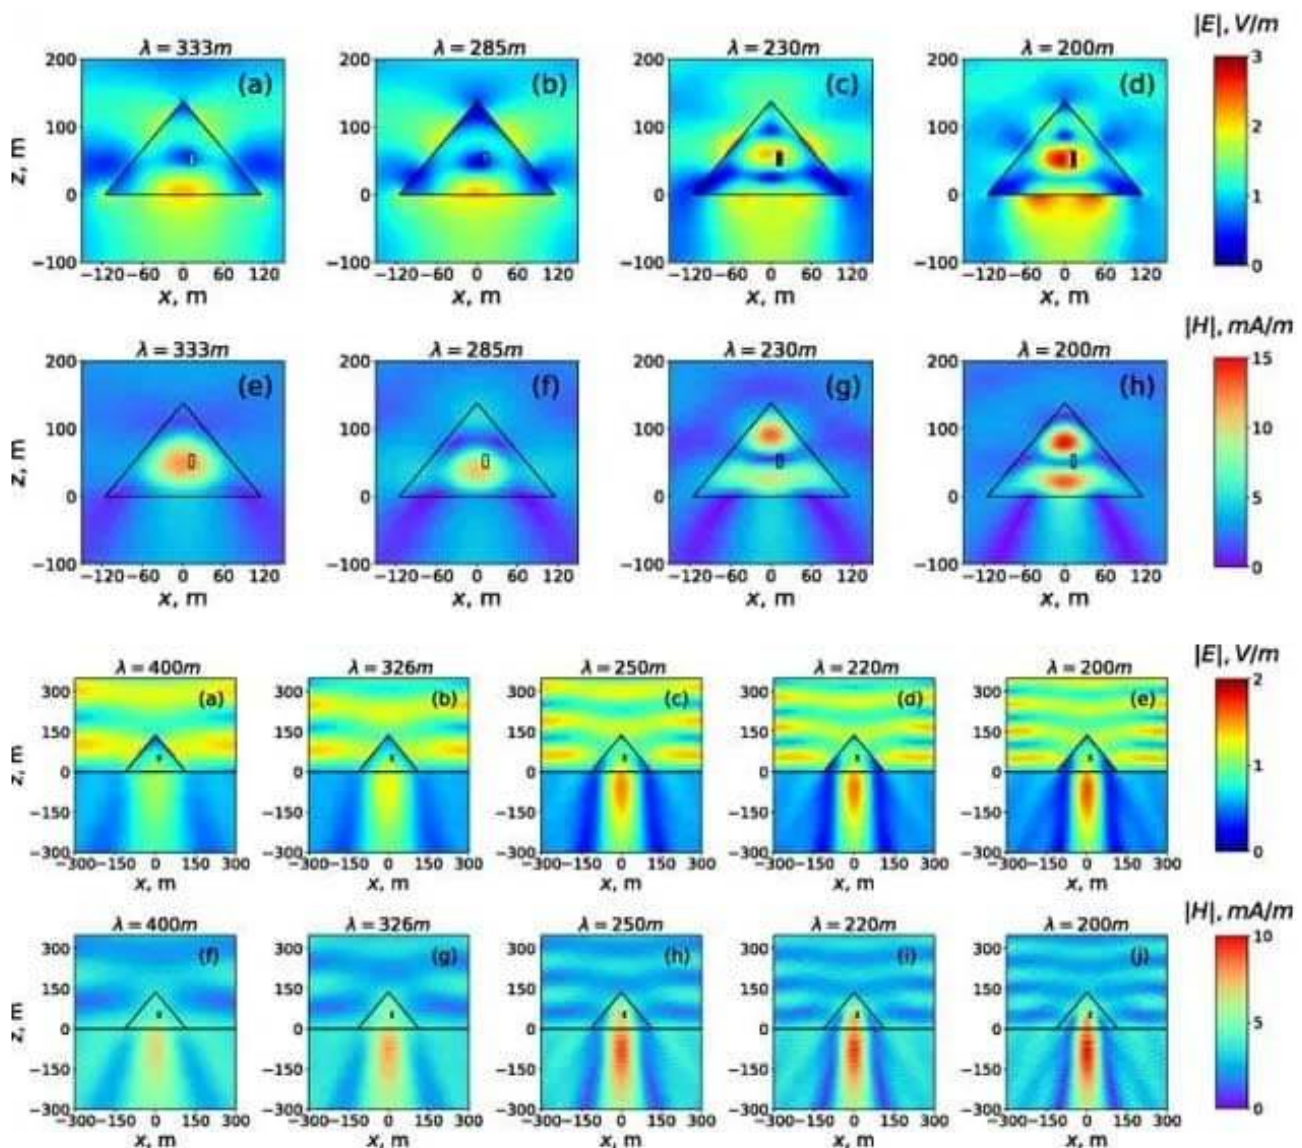 |E|, V/m
λ = 333m λ = 285m λ = 230m λ = 200m
200 (a) 200 (b) 200 (c) 200 (d) 3
100 100 100 100 2
z, m
0 0 0 0 1
−100 −100 −100 −100 0
−120−60 0 60 120 −120−60 0 60 120 −120−60 0 60 120 −120−60 0 60 120
x, m x, m x, m x, m
|H|, mA/m
λ = 333m λ = 285m λ = 230m λ = 200m
200 (e) 200 (f) 200 (g) 200 (h) 15
100 100 100 100 10
z, m
0 0 0 0 5
−100 −100 −100 −100 0
−120−60 0 60 120 −120−60 0 60 120 −120−60 0 60 120 −120−60 0 60 120
x, m x, m x, m x, m
λ = 400m λ = 326m λ = 250m λ = 220m λ = 200m |E|, V/m
300 (a) 300 (b) 300 (c) 300 (d) 300 (e) 2
150 150 150 150 150
z, m
0 0 0 0 0 1
−150 −150 −150 −150 −150
−300 −300 −300 −300 −300 0
−300−150 0 150 300 −300−150 0 150 300 −300−150 0 150 300 −300−150 0 150 300 −300−150 0 150 300
x, m x, m x, m x, m x, m
λ = 400m λ = 326m λ = 250m λ = 220m λ = 200m |H|, mA/m
300 (f) 300 (g) 300 (h) 300 (i) 300 (j) 10
150 150 150 150 150
z, m
0 0 0 0 0 5
−150 −150 −150 −150 −150
−300 −300 −300 −300 −300 0
−300−150 0 150 300 −300−150 0 150 300 −300−150 0 150 300 −300−150 0 150 300 −300−150 0 150 300
x, m x, m x, m x, m x, m